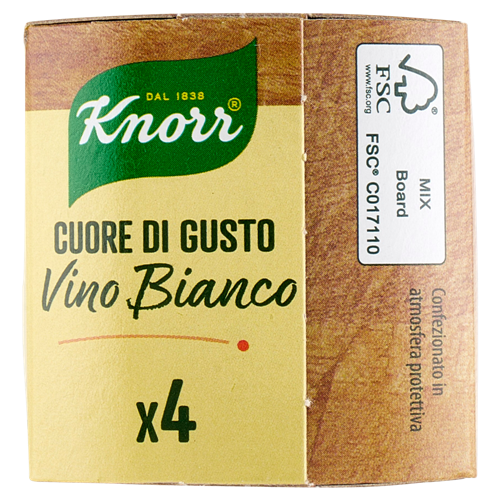 DAL 1838
Knorr®
CUORE DI GUSTO
Vino Bianco
x4
FSC
®
www.fsc.org
MIX
Board
FSC® C017110
Confezionato in
atmosfera protettiva